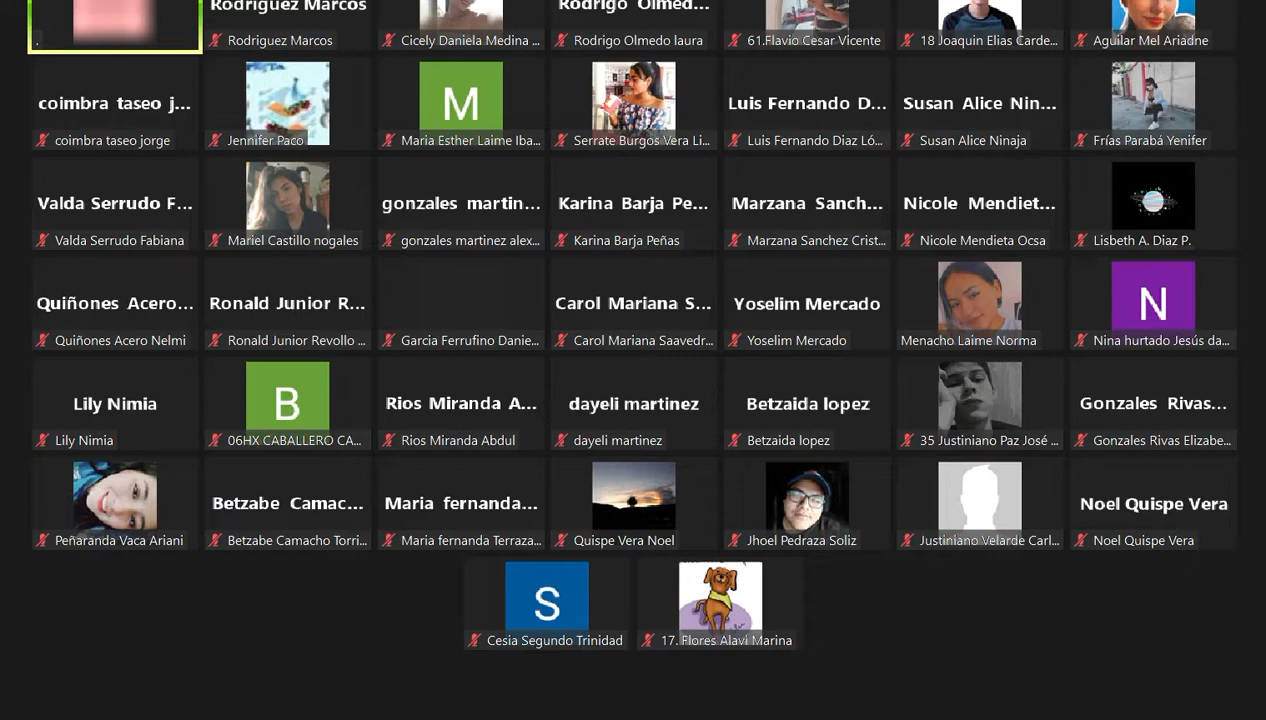 Rodriguez Marcos
Rodrigo Olmed...
.
Rodriguez Marcos
Cicely Daniela Medina ...
Rodrigo Olmedo laura
61.Flavio Cesar Vicente
18 Joaquin Elias Carde...
Aguilar Mel Ariadne
coimbra taseo j...
M
Luis Fernando D...
Susan Alice Nin...
coimbra taseo jorge
Jennifer Paco
Maria Esther Laime Iba...
Serrate Burgos Vera Li...
Luis Fernando Diaz Ló...
Susan Alice Ninaja
Frías Parabá Yenifer
Valda Serrudo F...
gonzales martin...
Karina Barja Pe...
Marzana Sanch...
Nicole Mendiet...
Valda Serrudo Fabiana
Mariel Castillo nogales
gonzales martinez alex...
Karina Barja Peñas
Marzana Sanchez Crist...
Nicole Mendieta Ocsa
Lisbeth A. Diaz P.
Quiñones Acero...
Ronald Junior R...
Carol Mariana S...
Yoselim Mercado
N
Quiñones Acero Nelmi
Ronald Junior Revollo ...
Garcia Ferrufino Danie...
Carol Mariana Saavedr...
Yoselim Mercado
Menacho Laime Norma
Nina hurtado Jesús da...
Lily Nimia
B
Rios Miranda A...
dayeli martinez
Betzaida lopez
Gonzales Rivas...
Lily Nimia
06HX CABALLERO CA...
Rios Miranda Abdul
dayeli martinez
Betzaida lopez
35 Justiniano Paz José ...
Gonzales Rivas Elizabe...
Betzabe Camac...
Maria fernanda...
Noel Quispe Vera
Peñaranda Vaca Ariani
Betzabe Camacho Torri...
Maria fernanda Terraza...
Quispe Vera Noel
Jhoel Pedraza Soliz
Justiniano Velarde Carl...
Noel Quispe Vera
S
Cesia Segundo Trinidad
17. Flores Alavi Marina